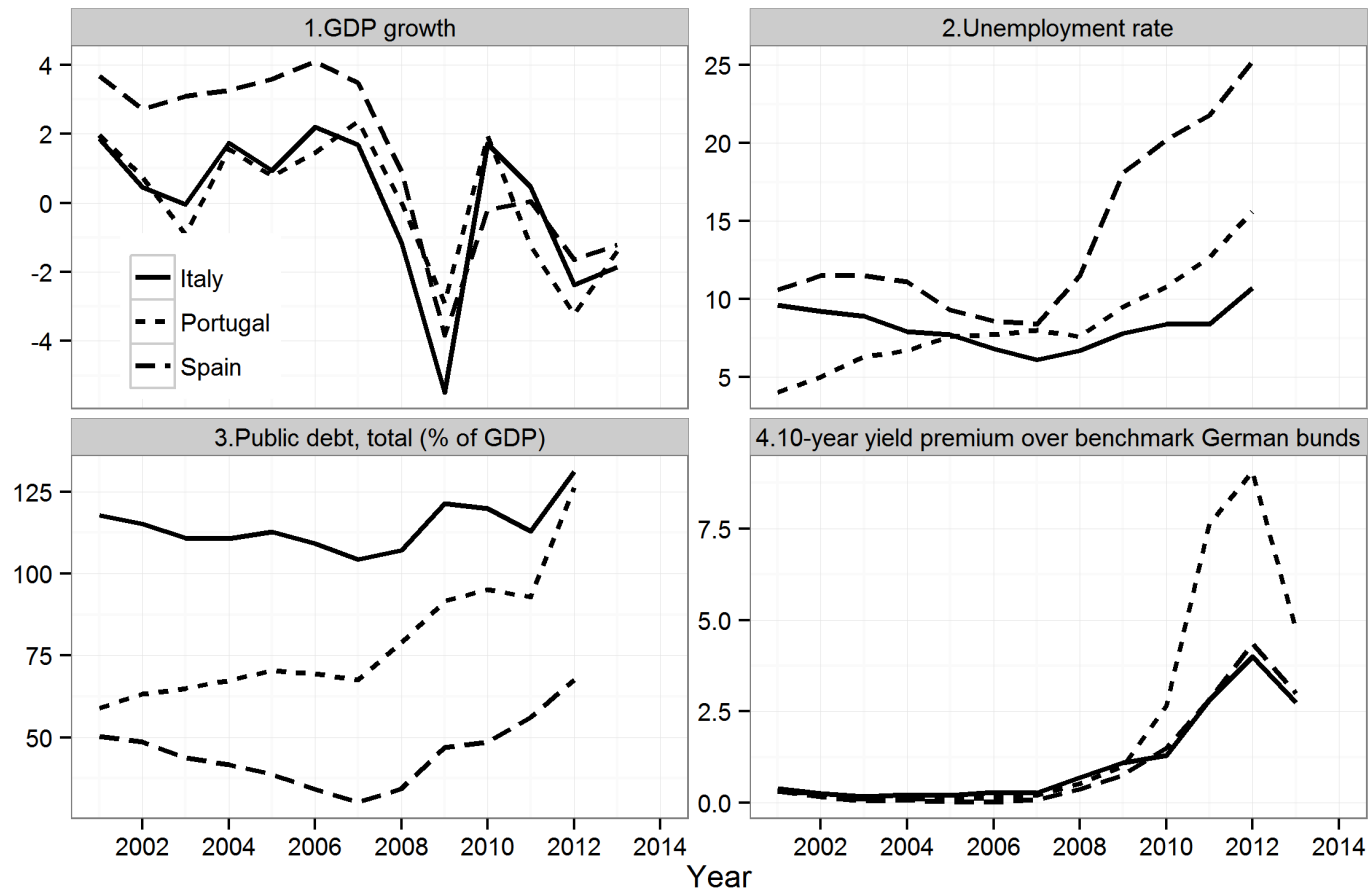 1.GDP growth
4
2
0
-2
-4
Italy
Portugal
Spain
2.Unemployment rate
25
20
15
10
5
3.Public debt, total (% of GDP)
125
100
75
50
2002 2004 2006 2008 2010 2012 2014
4.10-year yield premium over benchmark German bunds
7.5
5.0
2.5
0.0
2002 2004 2006 2008 2010 2012 2014
Year